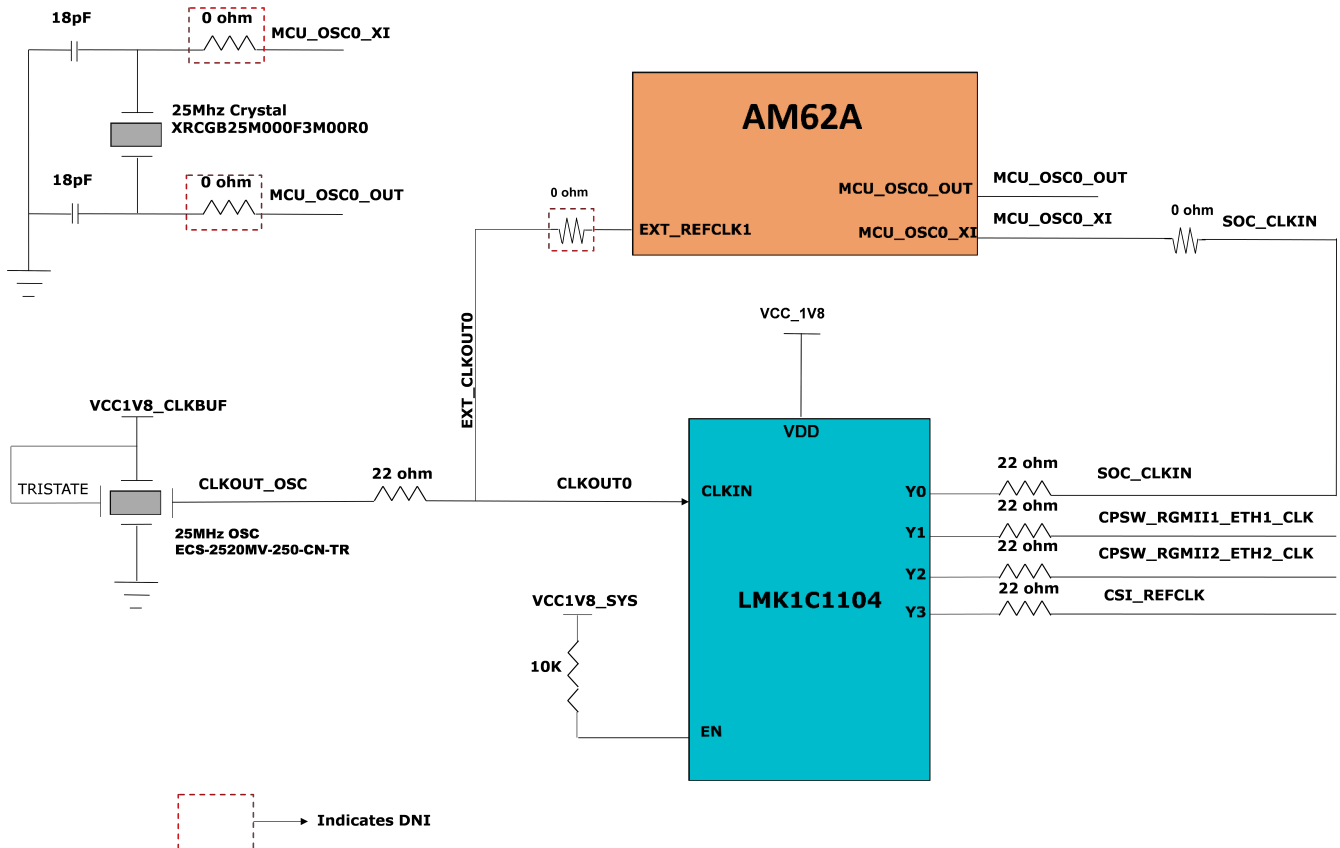 18pF
0 ohm
MCU_OSC0_XI
25Mhz Crystal
XRCGB25M000F3M00R0
18pF
0 ohm
MCU_OSC0_OUT
AM62A
MCU_OSC0_OUT
MCU_OSC0_XI
EXT_REFCLK1
0 ohm
MCU_OSC0_OUT
MCU_OSC0_XI
0 ohm
SOC_CLKIN
VCC_1V8
EXT_CLKOUT0
VCC1V8_CLKBUF
TRISTATE
CLKOUT_OSC
25MHz OSC
ECS-2520MV-250-CN-TR
22 ohm
CLKOUT0
VDD
CLKIN
Y0
Y1
Y2
Y3
LMK1C1104
EN
22 ohm
SOC_CLKIN
22 ohm
CPSW_RGMII1_ETH1_CLK
22 ohm
CPSW_RGMII2_ETH2_CLK
22 ohm
CSI_REFCLK
VCC1V8_SYS
10K
Indicates DNI